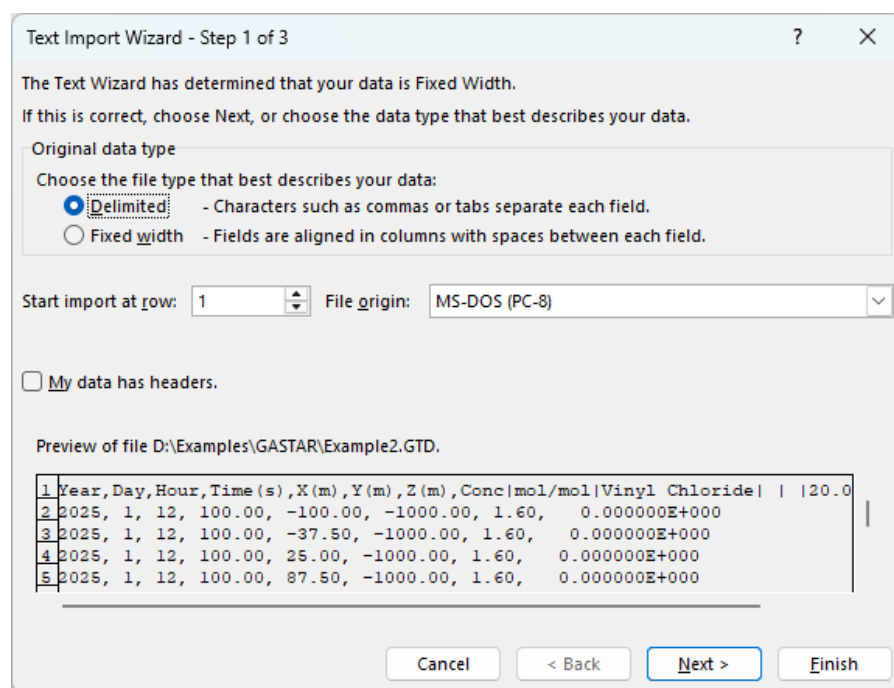 Text Import Wizard - Step 1 of 3 ? ×
The Text Wizard has determined that your data is Fixed Width.
If this is correct, choose Next, or choose the data type that best describes your data.
Original data type
Choose the file type that best describes your data:
Delimited - Characters such as commas or tabs separate each field.
Fixed width - Fields are aligned in columns with spaces between each field.
Start import at row: 1 File origin: MS-DOS (PC-8)
My data has headers.
Preview of file D:\Examples\GASTAR\Example2.GTD.
1 Year,Day,Hour,Time(s),X(m),Y(m),Z(m),Conc|mol/mol|Vinyl Chloride| | |20.0
2 2025, 1, 12, 100.00, -100.00, -1000.00, 1.60, 0.000000E+000
3 2025, 1, 12, 100.00, -37.50, -1000.00, 1.60, 0.000000E+000
4 2025, 1, 12, 100.00, 25.00, -1000.00, 1.60, 0.000000E+000
5 2025, 1, 12, 100.00, 87.50, -1000.00, 1.60, 0.000000E+000
Cancel < Back Next > Finish